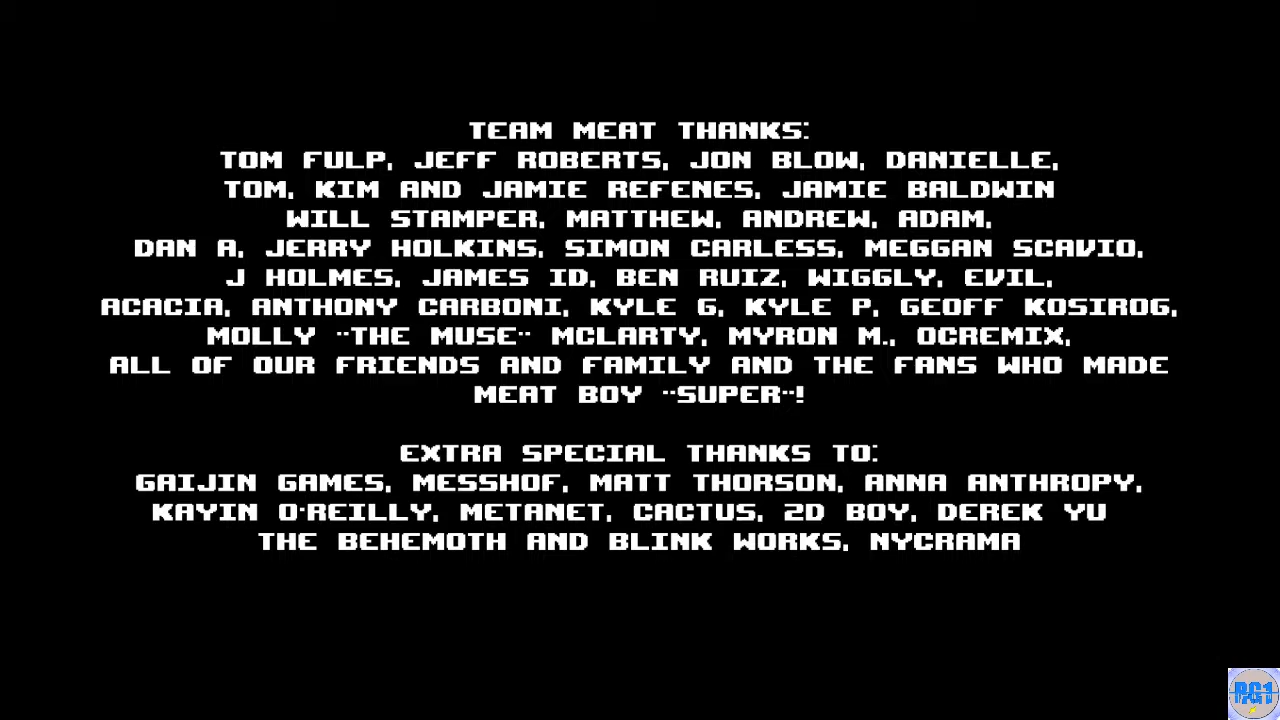 TEAM MEAT THANKS:
TOM FULP, JEFF ROBERTS, JON BLOW, DANIELLE,
TOM, KIM AND JAMIE REFENES, JAMIE BALDWIN
WILL STAMPER, MATTHEW, ANDREW, ADAM,
DAN A, JERRY HOLKINS, SIMON CARLESS, MEGGAN SCAVIO,
J HOLMES, JAMES ID, BEN RUIZ, WIGGLY, EVIL,
ACACIA, ANTHONY CARBONI, KYLE G, KYLE P, GEOFF KOSIROG,
MOLLY "THE MUSE" MCLARTY, MYRON M., OCREMIX,
ALL OF OUR FRIENDS AND FAMILY AND THE FANS WHO MADE
MEAT BOY "SUPER"!
EXTRA SPECIAL THANKS TO:
GAIJIN GAMES, MESSHOF, MATT THORSON, ANNA ANTHROPY,
KAYIN O'REILLY, METANET, CACTUS, 2D BOY, DEREK YU
THE BEHEMOTH AND BLINK WORKS, NYCRAMA
PG1